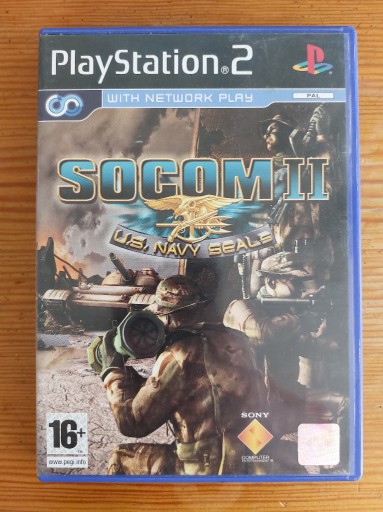 PlayStation®2
PAL
WITH NETWORK PLAY
SOCOM II
U.S. NAVY SEALS
16+
www.pegi.info
SONY
COMPUTER
ENTERTAINMENT®